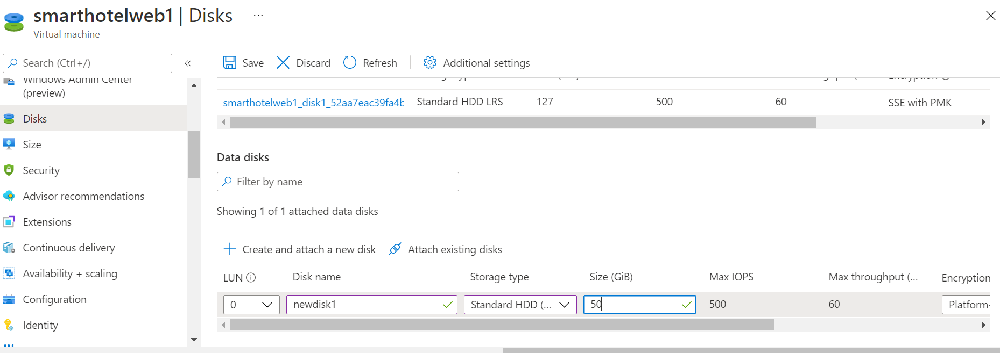 smarthotelweb1 | Disks ...
Virtual machine
Search (Ctrl+/)
«
Save
Discard
Refresh
Additional settings
Windows Admin Center
(preview)
Disks
Size
Security
Advisor recommendations
Extensions
Continuous delivery
Availability + scaling
Configuration
Identity
Encryption
smarthotelweb1_disk1_52aa7eac39fa4b Standard HDD LRS 127 500 60 SSE with PMK
Data disks
Filter by name
Showing 1 of 1 attached data disks
Create and attach a new disk
Attach existing disks
LUN Disk name Storage type Size (GiB) Max IOPS Max throughput (... Encryption
0 newdisk1 Standard HDD (... 50 500 60 Platform-